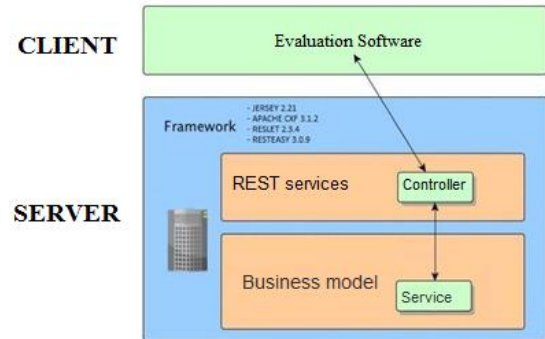 CLIENT
Evaluation Software
Framework
- JERSEY 2.21
- APACHE CXF 3.1.2
- RESLET 2.3.4
- RESTEASY 3.0.9
REST services
Controller
SERVER
Business model
Service